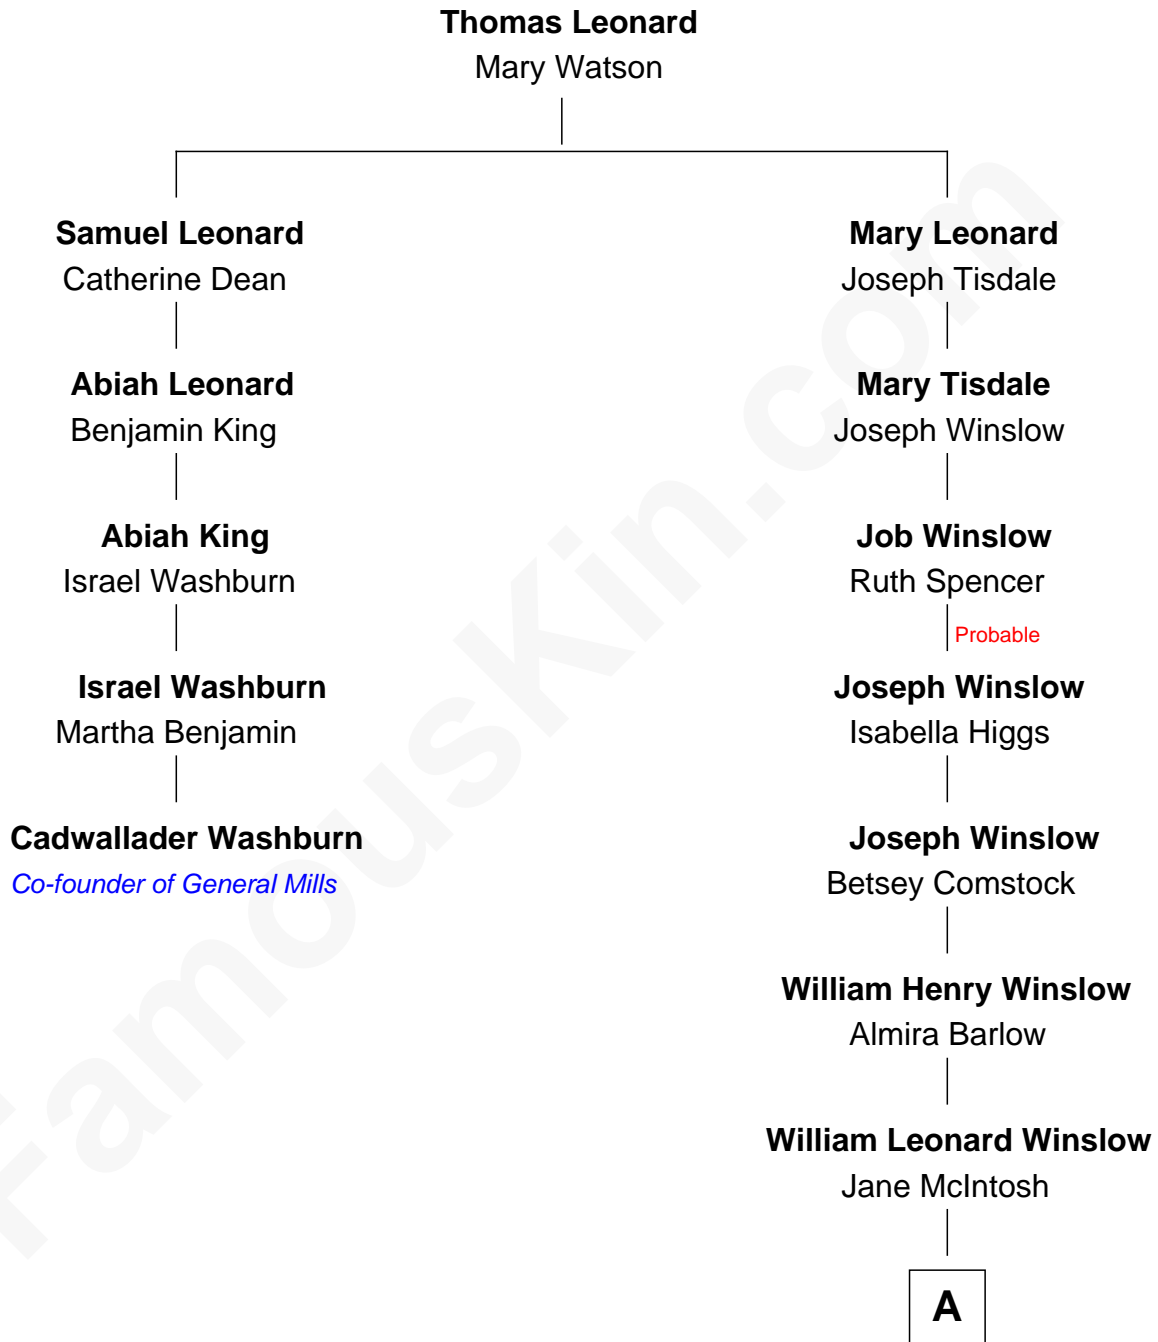 Thomas Leonard
Mary Watson
Samuel Leonard
Catherine Dean
Abiah Leonard
Benjamin King
Abiah King
Israel Washburn
Israel Washburn
Martha Benjamin
Cadwallader Washburn
Co-founder of General Mills
Mary Leonard
Joseph Tisdale
Mary Tisdale
Joseph Winslow
Job Winslow
Ruth Spencer
Probable
Joseph Winslow
Isabella Higgs
Joseph Winslow
Betsey Comstock
William Henry Winslow
Almira Barlow
William Leonard Winslow
Jane McIntosh
A
FamousKin.com